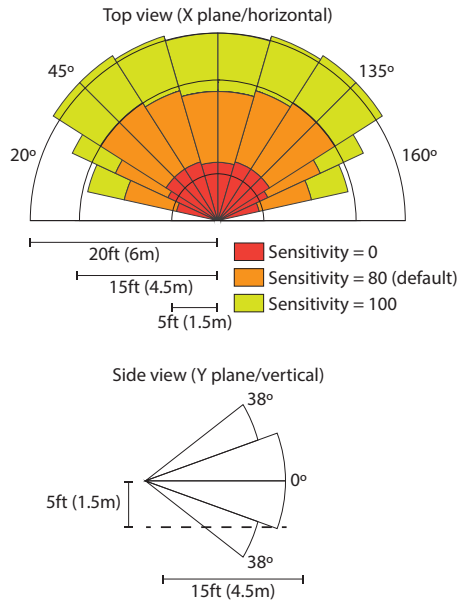 Top view (X plane/horizontal)
45º
135º
20º
160º
20ft (6m)
15ft (4.5m)
5ft (1.5m)
Sensitivity = 0
Sensitivity = 80 (default)
Sensitivity = 100
Side view (Y plane/vertical)
38º
0º
5ft (1.5m)
38º
15ft (4.5m)